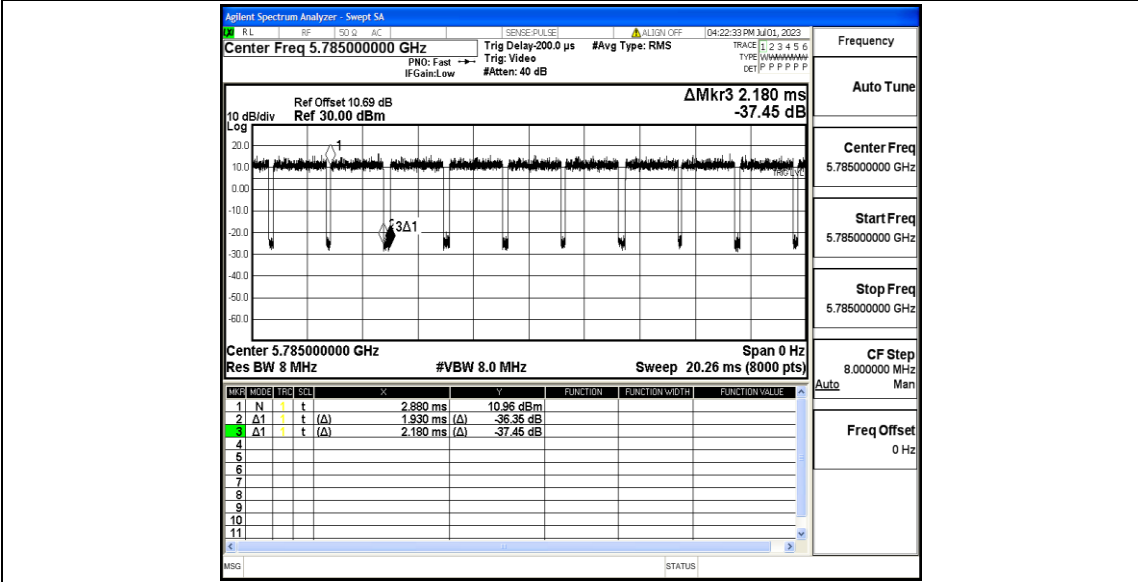 Agilent Spectrum Analyzer - Swept SA
RL RF 50 Ω AC SENSE:PULSE ALIGN OFF 04:22:33 PM Jul 01, 2023
Center Freq 5.785000000 GHz
PNO: Fast
IFGain:Low
Trig Delay-200.0 µs
Trig: Video
#Atten: 40 dB
#Avg Type: RMS
TRACE 1 2 3 4 5 6
TYPE WWWWWW
DET P P P P P P
ΔMkr3 2.180 ms
-37.45 dB
Ref Offset 10.69 dB
10 dB/div Ref 30.00 dBm
Log
20.0
10.0
0.00
-10.0
-20.0
-30.0
-40.0
-50.0
-60.0
1
3Δ1
TRIG LVL
Center 5.785000000 GHz Span 0 Hz
Res BW 8 MHz #VBW 8.0 MHz Sweep 20.26 ms (8000 pts)
MKR MODE TRC SCL X Y FUNCTION FUNCTION WIDTH FUNCTION VALUE
1 N 1 t 2.880 ms 10.96 dBm
2 Δ1 1 t (Δ) 1.930 ms (Δ) -36.35 dB
3 Δ1 1 t (Δ) 2.180 ms (Δ) -37.45 dB
4
5
6
7
8
9
10
11
MSG STATUS
Frequency
Auto Tune
Center Freq
5.785000000 GHz
Start Freq
5.785000000 GHz
Stop Freq
5.785000000 GHz
CF Step
8.000000 MHz
Auto Man
Freq Offset
0 Hz